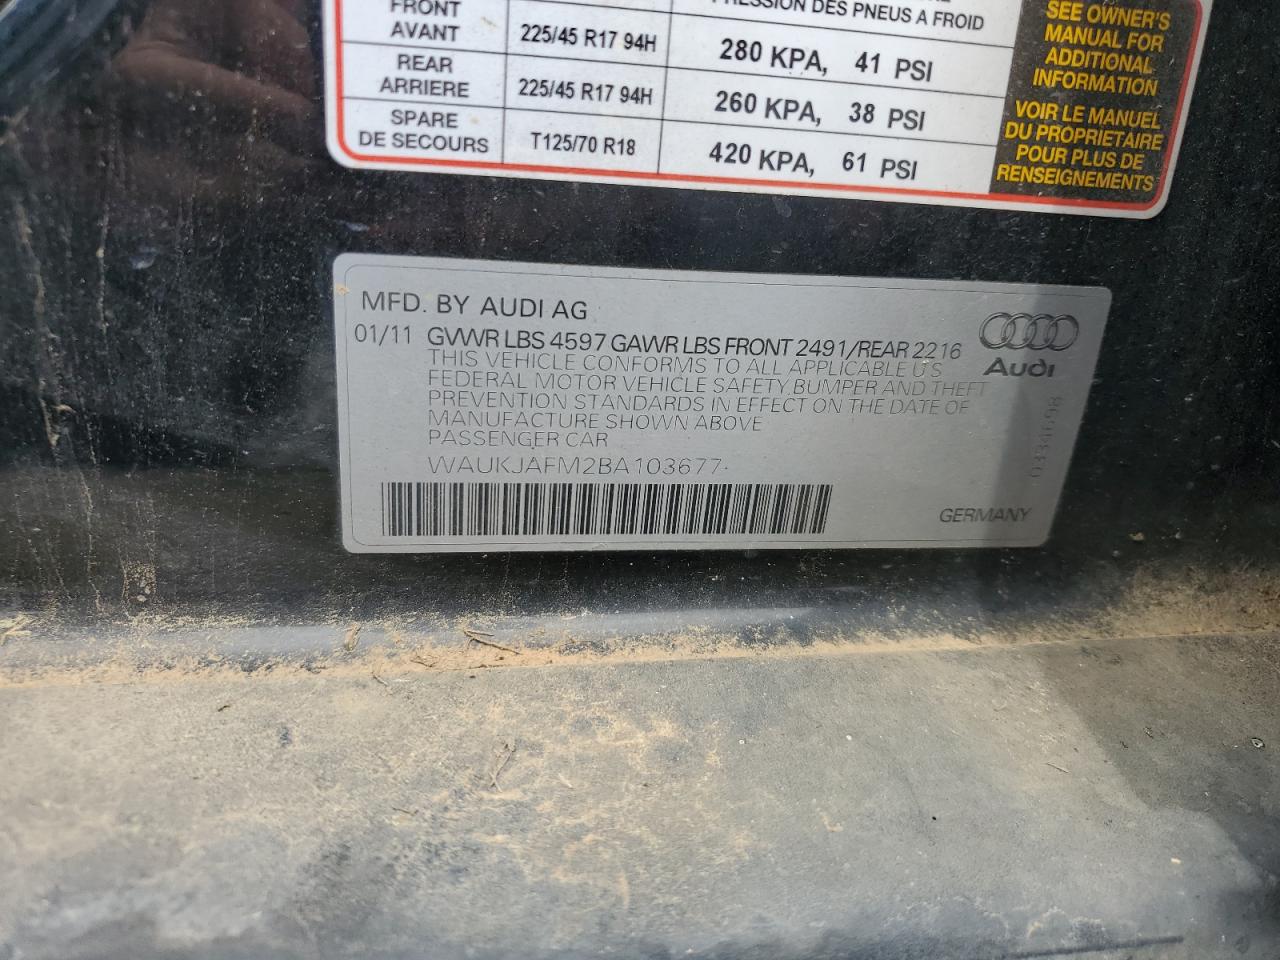 PRESSION DES PNEUS A FROID
FRONT
AVANT
225/45 R17 94H
280 KPA, 41 PSI
REAR
ARRIERE
225/45 R17 94H
260 KPA, 38 PSI
SPARE
DE SECOURS
T125/70 R18
420 KPA, 61 PSI
SEE OWNER'S
MANUAL FOR
ADDITIONAL
INFORMATION
VOIR LE MANUEL
DU PROPRIETAIRE
POUR PLUS DE
RENSEIGNEMENTS
MFD. BY AUDI AG
01/11 GVWR LBS 4597 GAWR LBS FRONT 2491/REAR 2216
THIS VEHICLE CONFORMS TO ALL APPLICABLE U.S.
FEDERAL MOTOR VEHICLE SAFETY, BUMPER AND THEFT
PREVENTION STANDARDS IN EFFECT ON THE DATE OF
MANUFACTURE SHOWN ABOVE
PASSENGER CAR
WAUKJAFM2BA103677
Audi
GERMANY